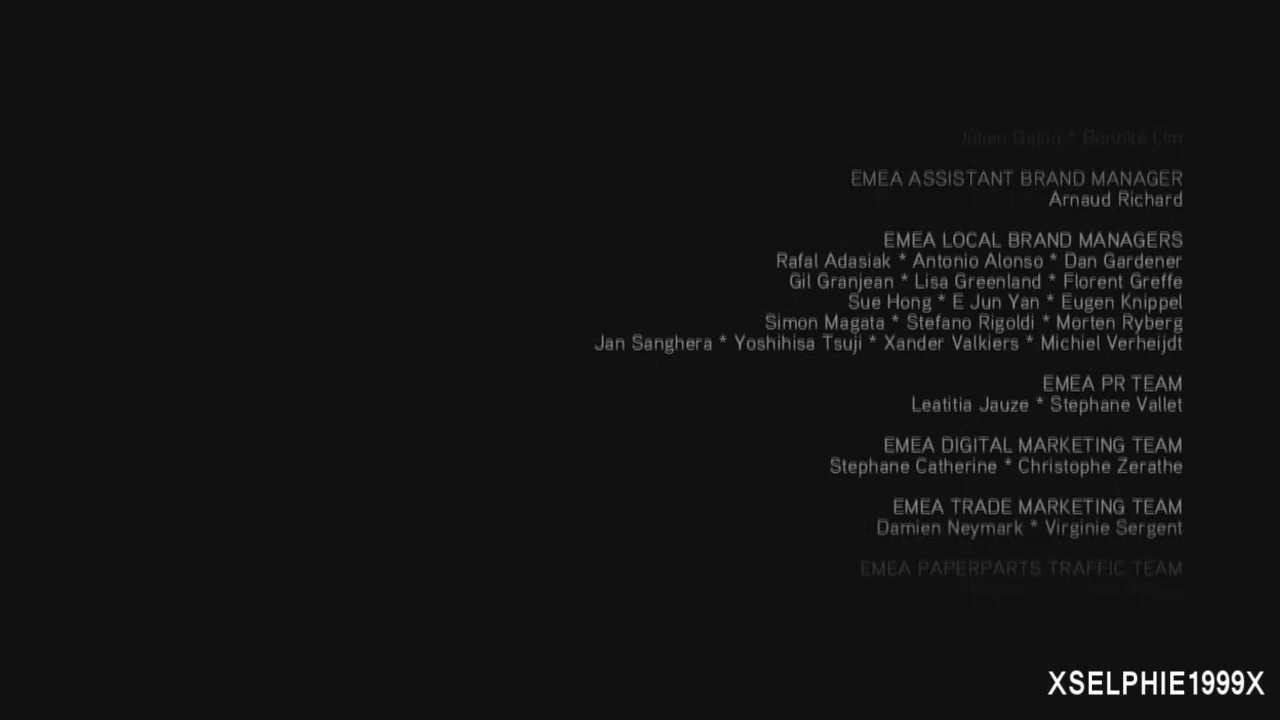 EMEA ASSISTANT BRAND MANAGER
Arnaud Richard
EMEA LOCAL BRAND MANAGERS
Rafal Adasiak * Antonio Alonso * Dan Gardener
Gil Granjean * Lisa Greenland * Florent Greffe
Sue Hong * E Jun Yan * Eugen Knippel
Simon Magata * Stefano Rigoldi * Morten Ryberg
Jan Sanghera * Yoshihisa Tsuji * Xander Valkiers * Michiel Verheijdt
EMEA PR TEAM
Leatitia Jauze * Stephane Vallet
EMEA DIGITAL MARKETING TEAM
Stephane Catherine * Christophe Zerathe
EMEA TRADE MARKETING TEAM
Damien Neymark * Virginie Sergent
EMEA PAPERPARTS TRAFFIC TEAM
XSELPHIE1999X